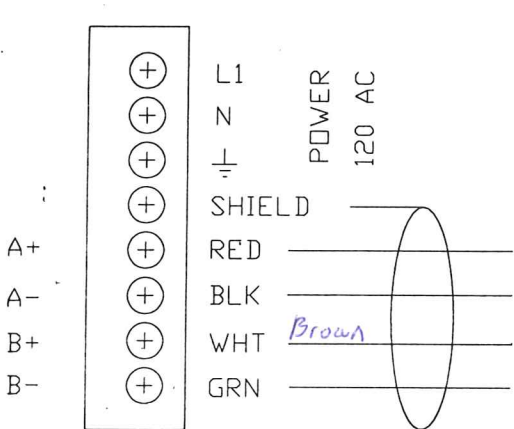 L1
N
POWER
120 AC
SHIELD
A+ RED
A- BLK
B+ WHT Brown
B- GRN